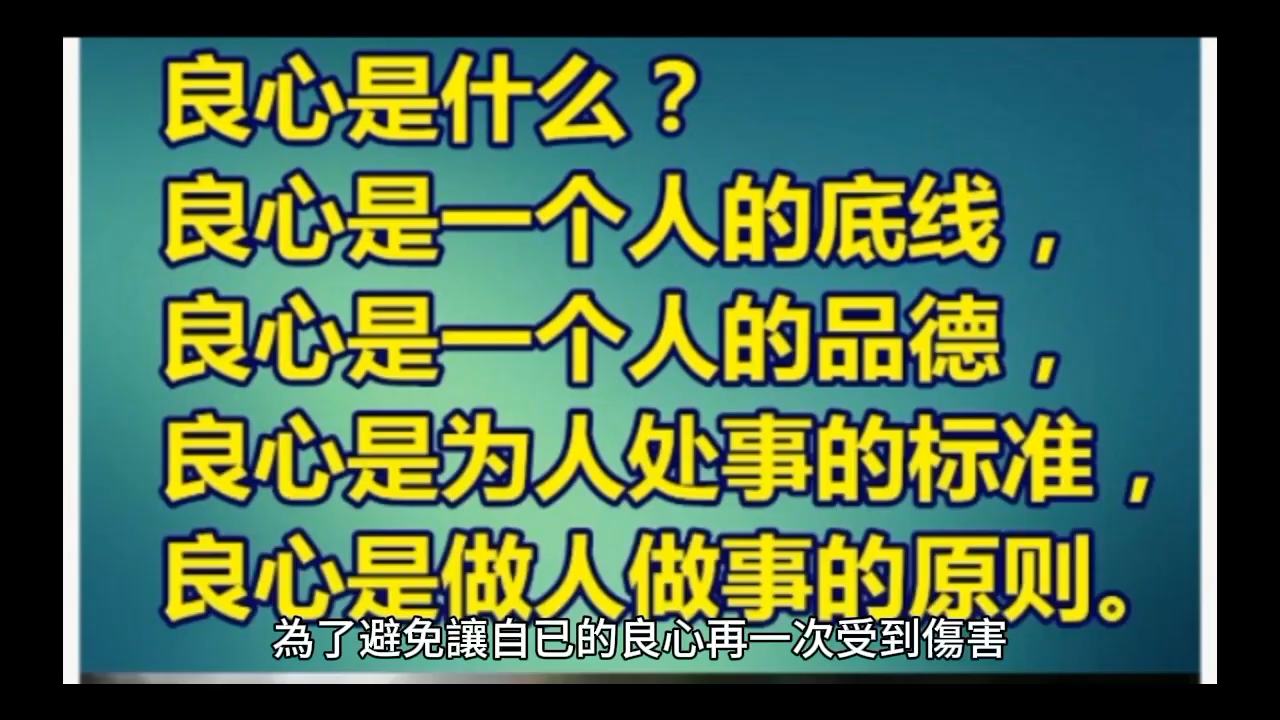 良心是什么？
良心是一个人的底线，
良心是一个人的品德，
良心是为人处事的标准，
良心是做人做事的原则。
為了避免讓自已的良心再一次受到傷害